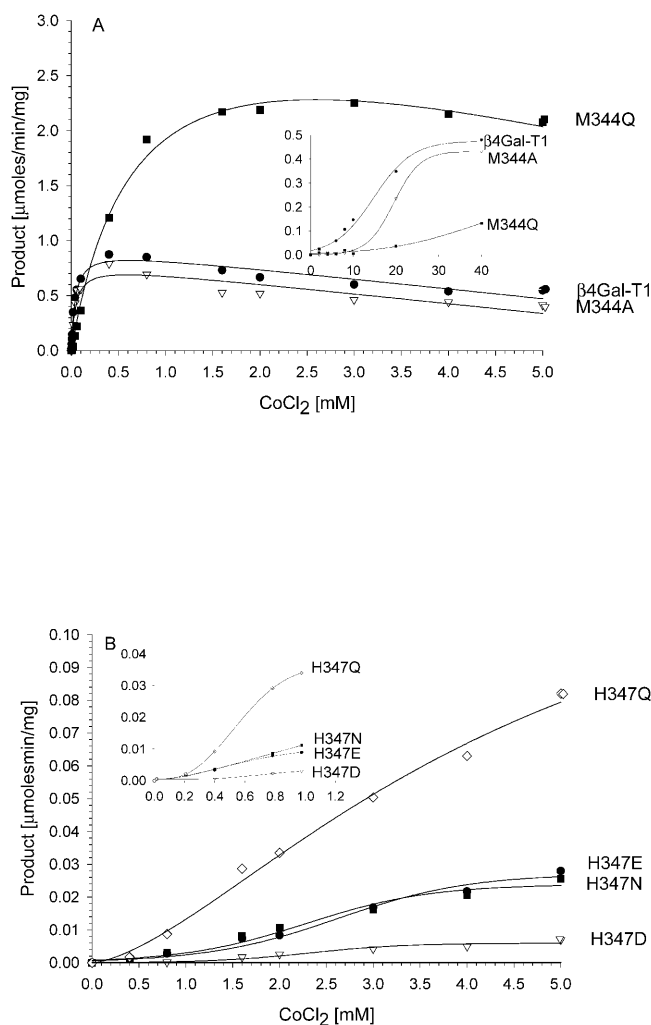 A
3.0
2.5
2.0
1.5
1.0
0.5
0.0
Product [μmoles/min/mg]
0.0 0.5 1.0 1.5 2.0 2.5 3.0 3.5 4.0 4.5 5.0
CoCl2 [mM]
M344Q
β4Gal-T1
M344A
0.5
0.4
0.3
0.2
0.1
0.0
0 10 20 30 40
β4Gal-T1
M344A
M344Q
B
0.10
0.09
0.08
0.07
0.06
0.05
0.04
0.03
0.02
0.01
0.00
Product [μmolesmin/mg]
0.0 0.5 1.0 1.5 2.0 2.5 3.0 3.5 4.0 4.5 5.0
CoCl2 [mM]
H347Q
H347E
H347N
H347D
0.04
0.03
0.02
0.01
0.00
0.0 0.2 0.4 0.6 0.8 1.0 1.2
H347Q
H347N
H347E
H347D